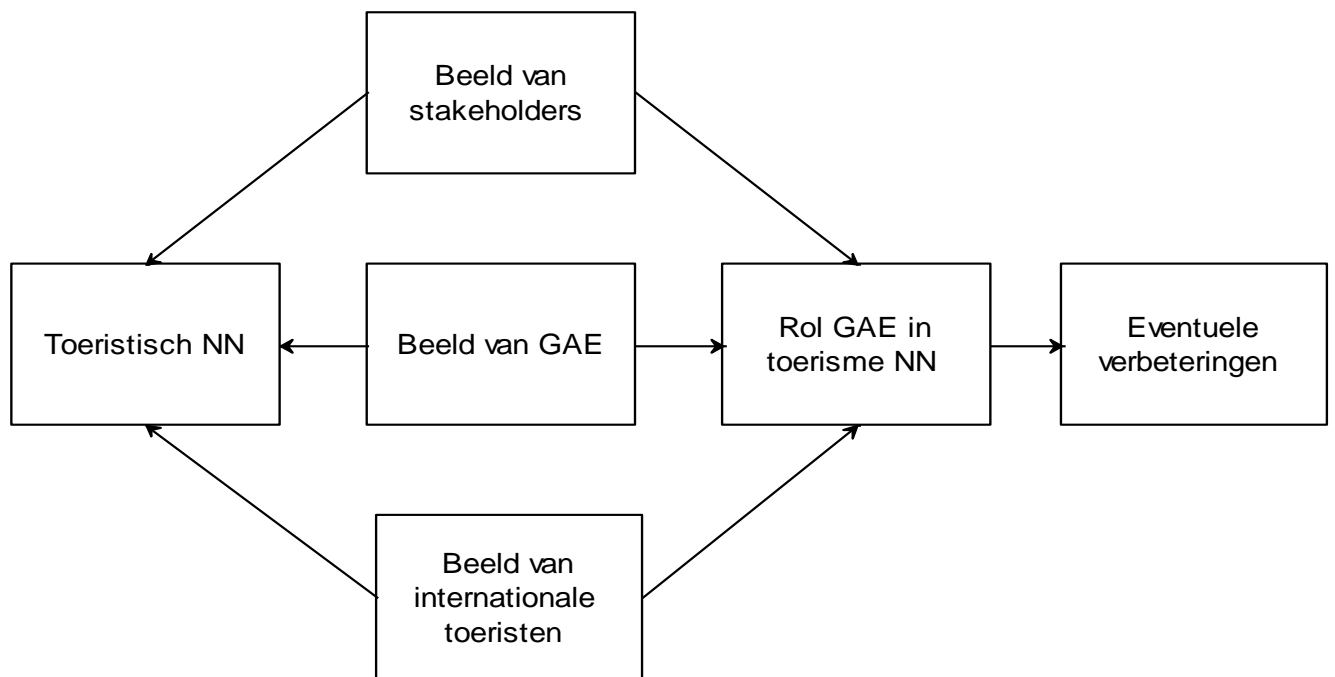 Beeld van
stakeholders
Toeristisch NN
Beeld van GAE
Rol GAE in
toerisme NN
Eventuele
verbeteringen
Beeld van
internationale
toeristen